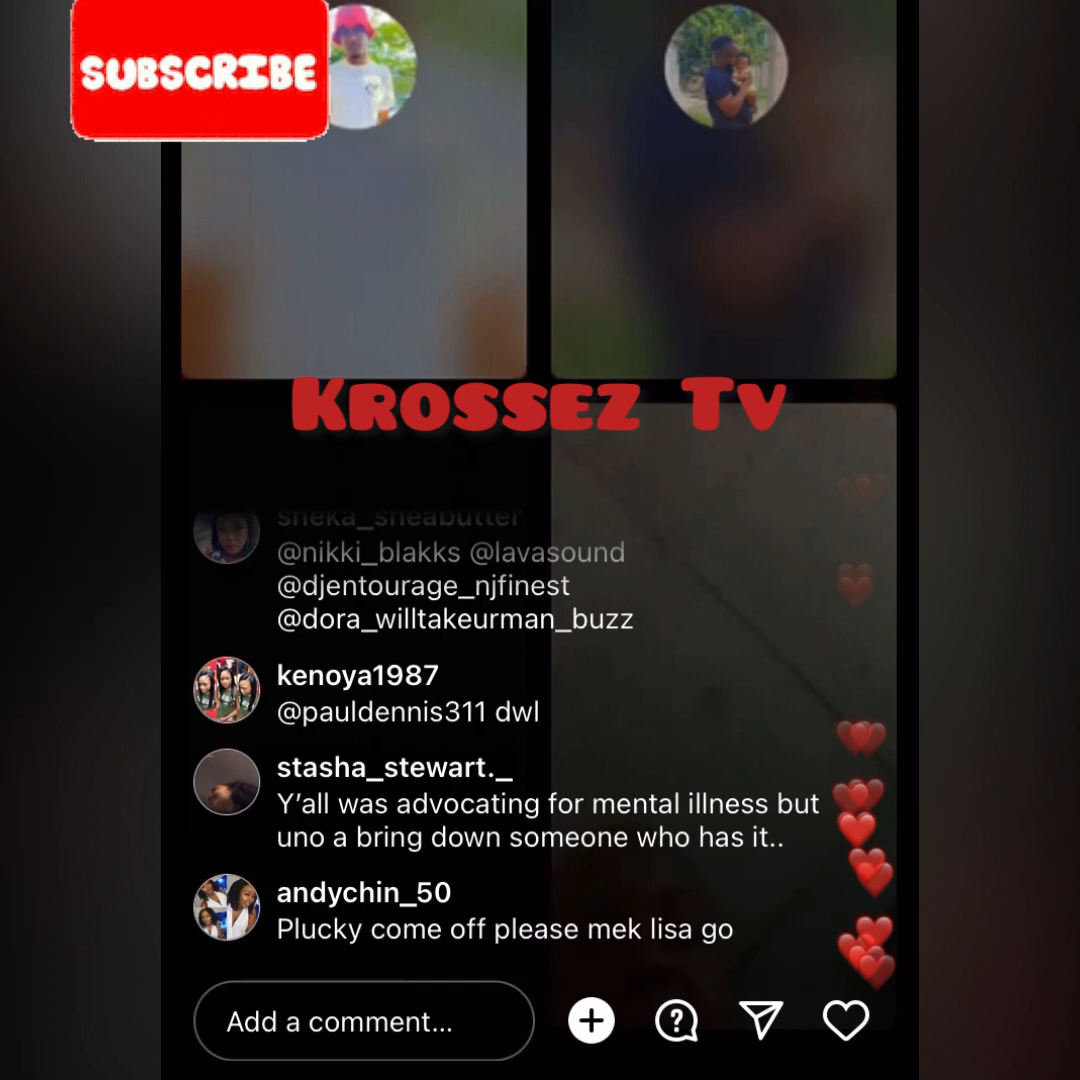 SUBSCRIBE
KROSSEZ TV
sheka_sheabutter
@nikki_blakks @lavasound
@djentourage_njfinest
@dora_willtakeurman_buzz
kenoya1987
@pauldennis311 dwl
stasha_stewart._
Y’all was advocating for mental illness but
uno a bring down someone who has it..
andychin_50
Plucky come off please mek lisa go
Add a comment...